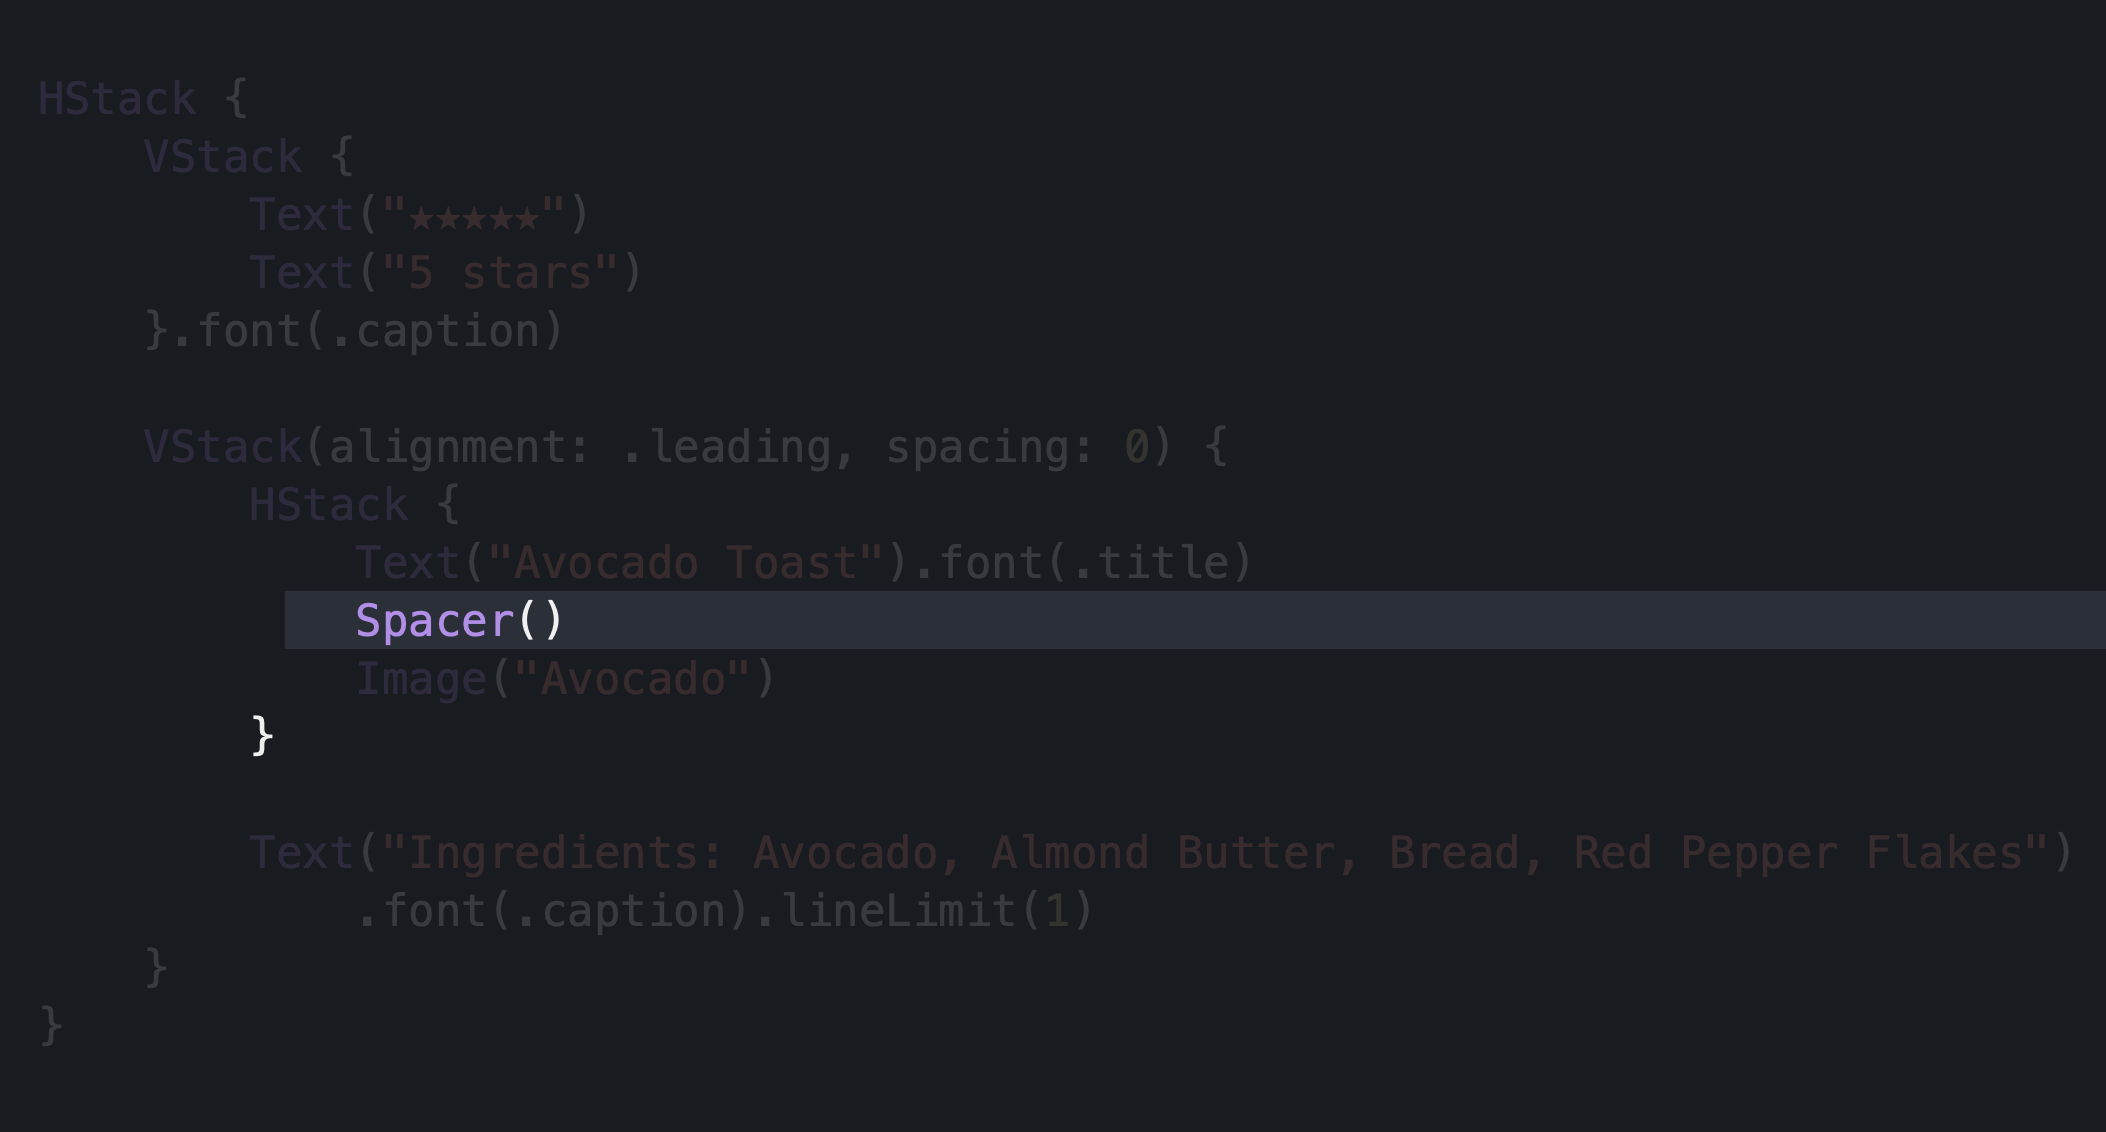 HStack {
    VStack {
        Text("★★★★★")
        Text("5 stars")
    }.font(.caption)

    VStack(alignment: .leading, spacing: 0) {
        HStack {
            Text("Avocado Toast").font(.title)
            Spacer()
            Image("Avocado")
        }

        Text("Ingredients: Avocado, Almond Butter, Bread, Red Pepper Flakes")
            .font(.caption).lineLimit(1)
    }
}